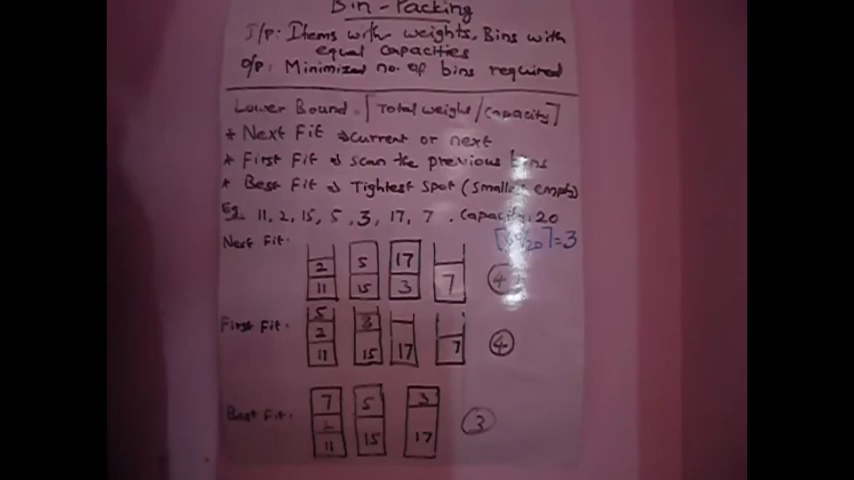 Bin - Packing
I/p: Items with weights. Bins with
equal capacities
O/p: Minimized no. of bins required
Lower Bound = ⌈Total weight/capacity⌉
* Next Fit ⇒ current or next
* First Fit ⇒ scan the previous bins
* Best Fit ⇒ Tightest Spot (Smallest empty)
Eg. 11, 2, 15, 5, 3, 17, 7. Capacity: 20
⌈60/20⌉ = 3
Next Fit:
2 5 17
11 15 3 7 4
First Fit:
5
2 3
11 15 17 7 4
Best Fit:
7 5 3
2
11 15 17 3